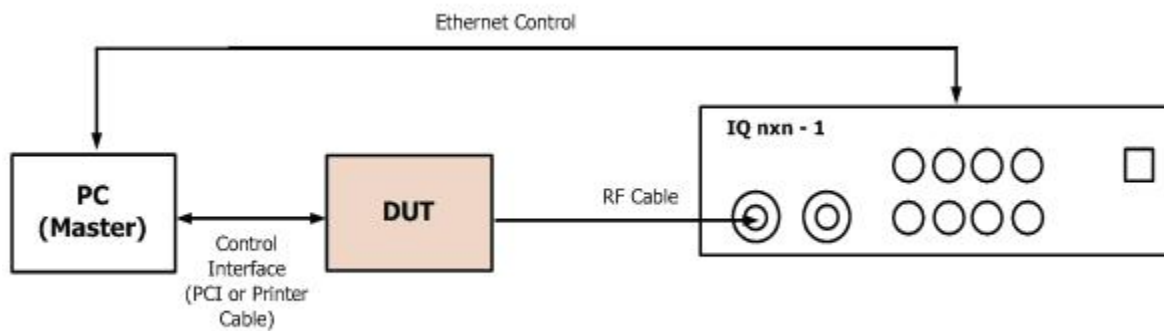 Ethernet Control
IQ nxn - 1
PC
(Master)
DUT
RF Cable
Control
Interface
(PCI or Printer
Cable)